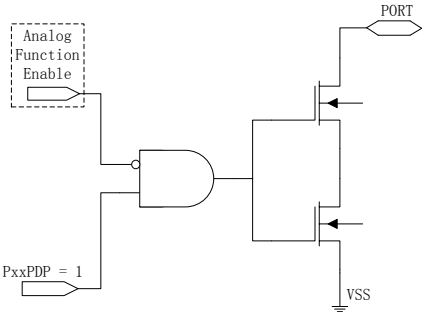 PORT
Analog
Function
Enable
PxxPDP = 1
VSS